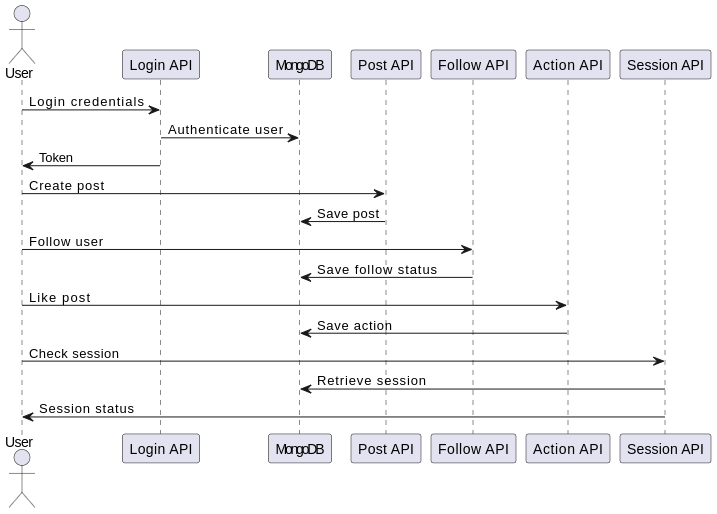 User
Login API
MongoDB
Post API
Follow API
Action API
Session API
Login credentials
Authenticate user
Token
Create post
Save post
Follow user
Save follow status
Like post
Save action
Check session
Retrieve session
Session status
User
Login API
MongoDB
Post API
Follow API
Action API
Session API